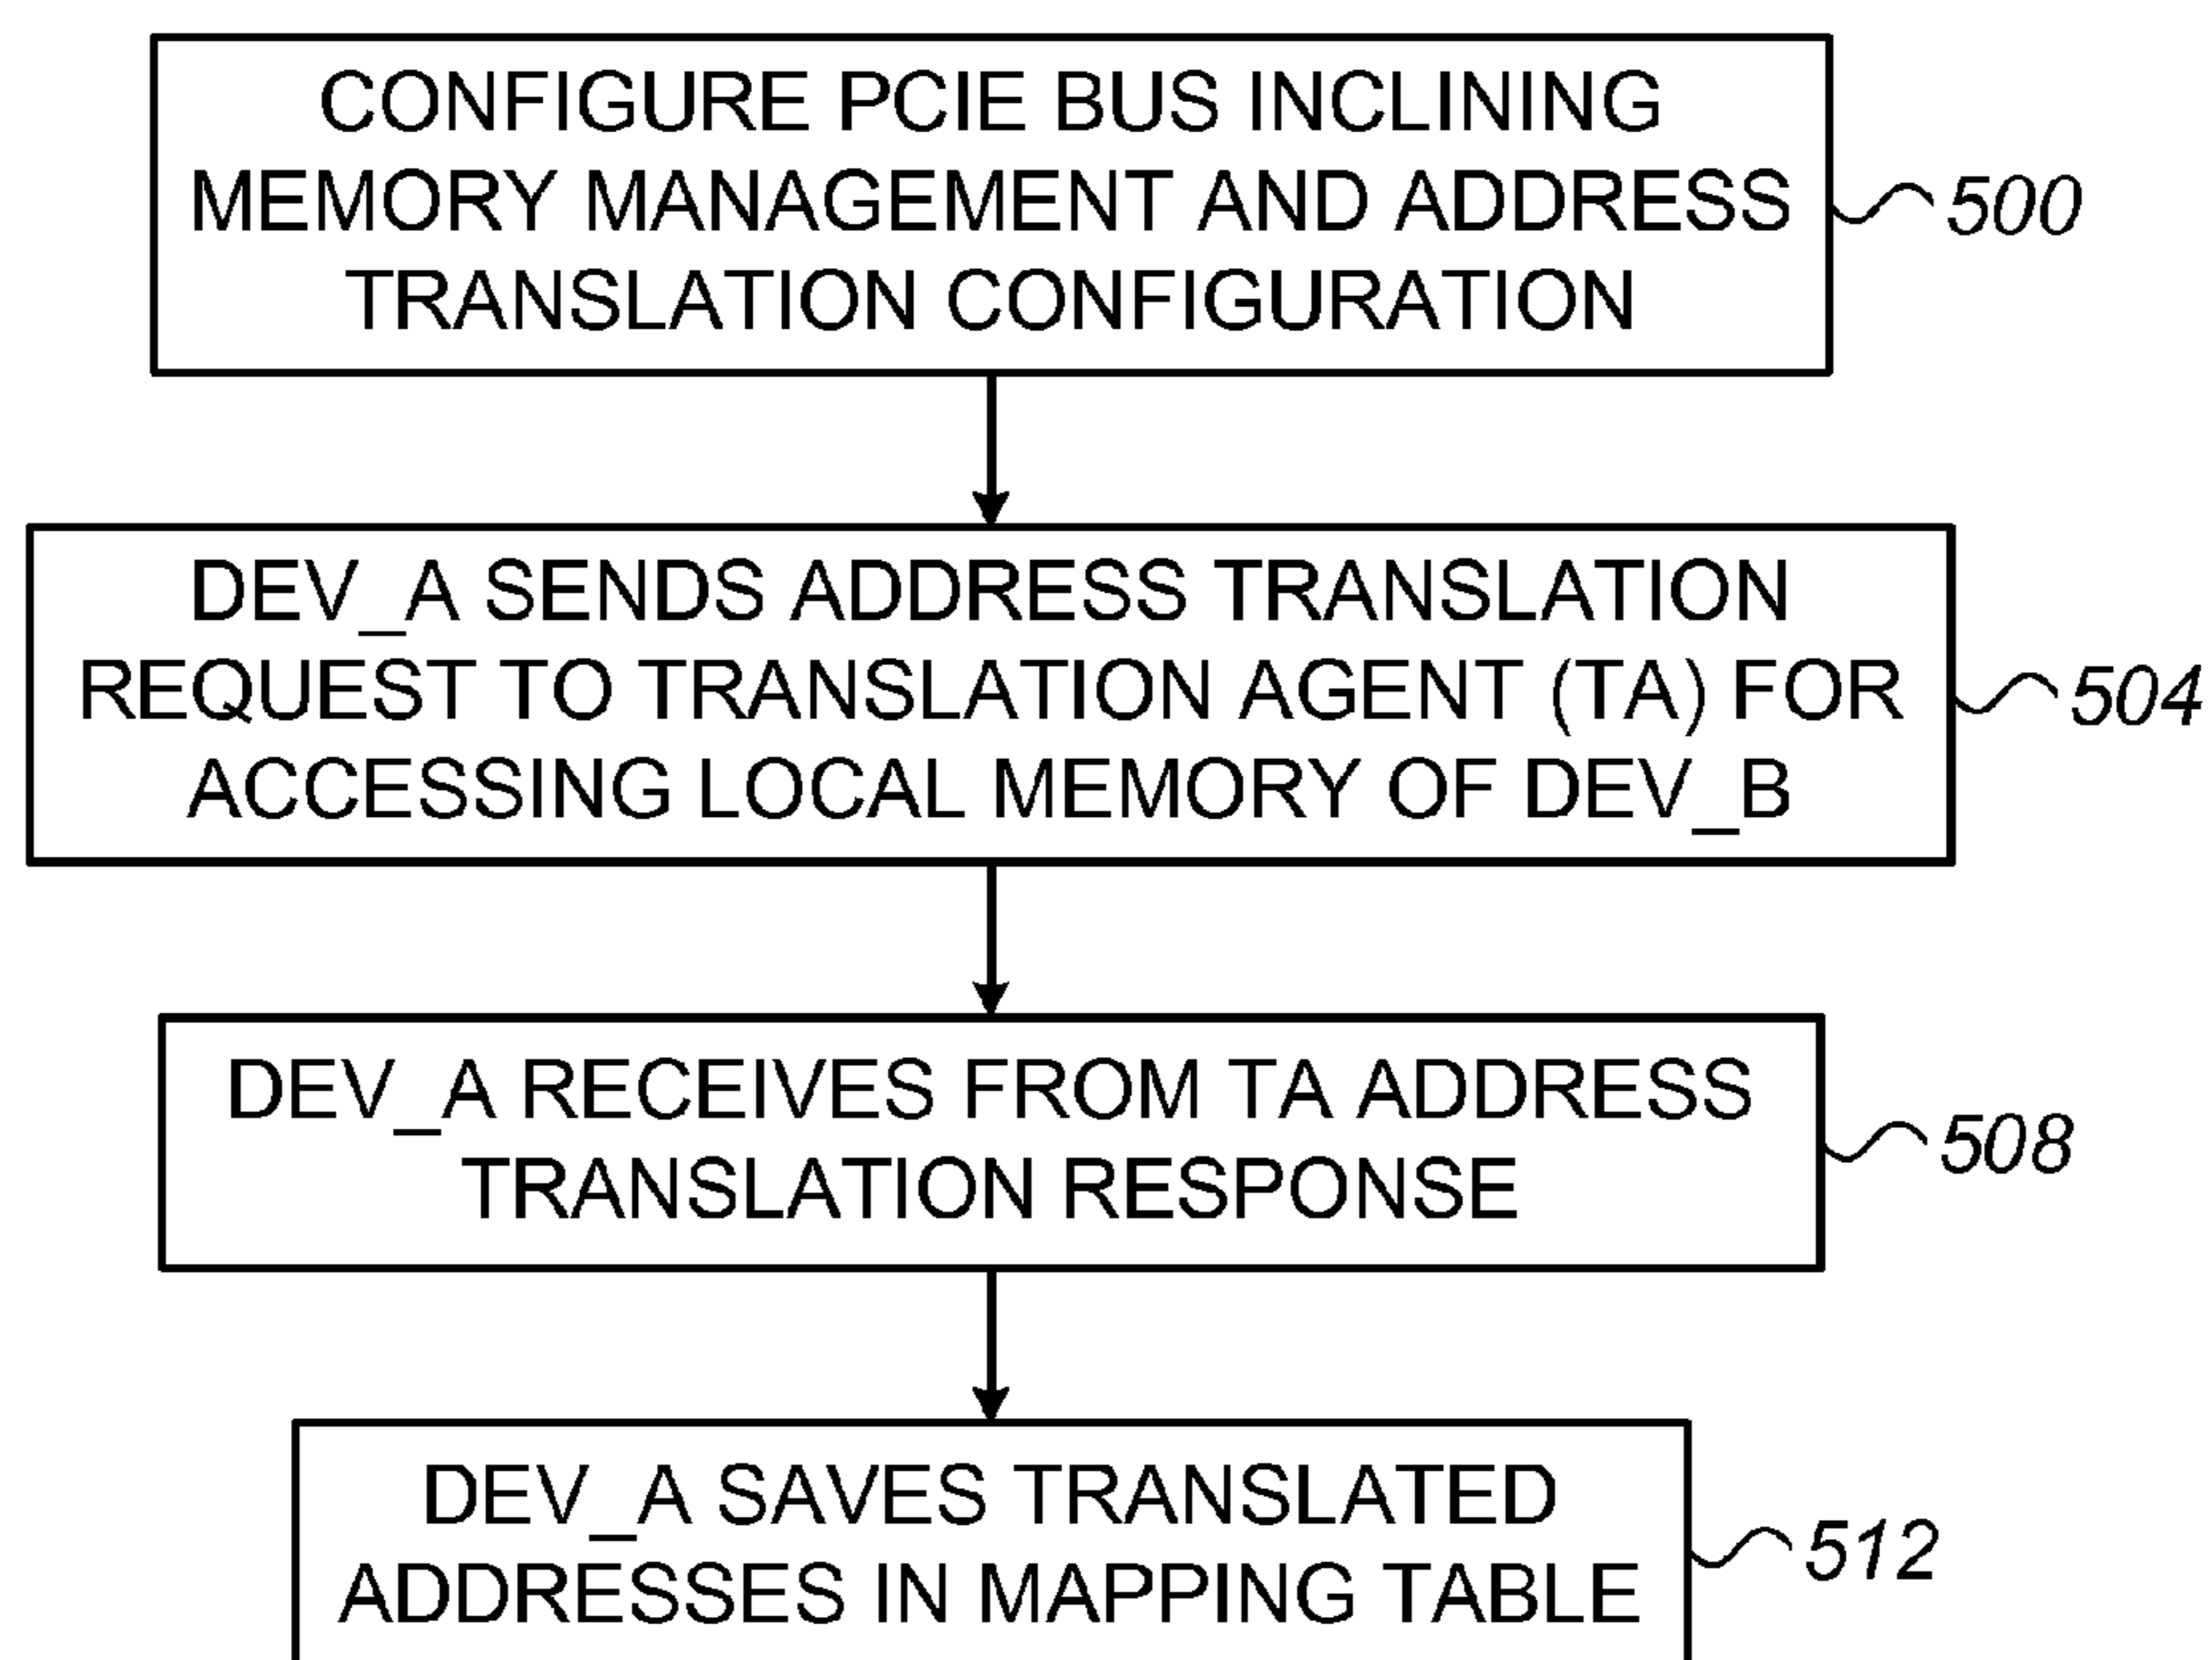 CONFIGURE PCIE BUS INCLINING
MEMORY MANAGEMENT AND ADDRESS
TRANSLATION CONFIGURATION
500
DEV_A SENDS ADDRESS TRANSLATION
REQUEST TO TRANSLATION AGENT (TA) FOR
ACCESSING LOCAL MEMORY OF DEV_B
504
DEV_A RECEIVES FROM TA ADDRESS
TRANSLATION RESPONSE
508
DEV_A SAVES TRANSLATED
ADDRESSES IN MAPPING TABLE
512